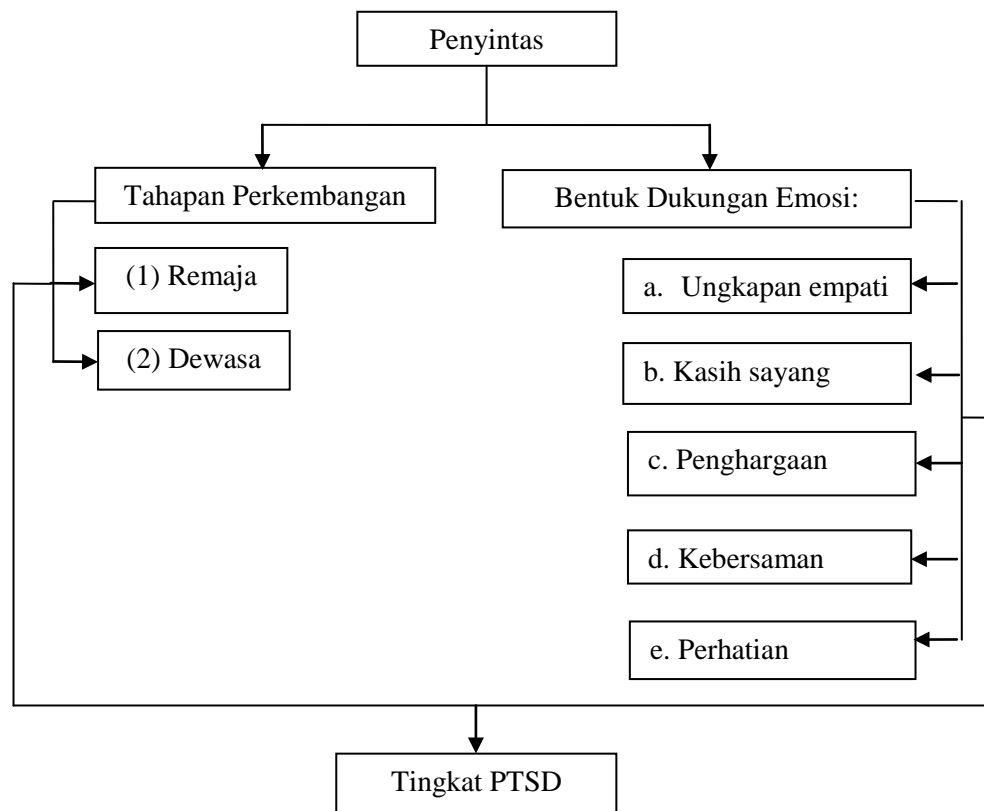 Penyintas
Tahapan Perkembangan
Bentuk Dukungan Emosi:
(1) Remaja
(2) Dewasa
a. Ungkapan empati
b. Kasih sayang
c. Penghargaan
d. Kebersaman
e. Perhatian
Tingkat PTSD